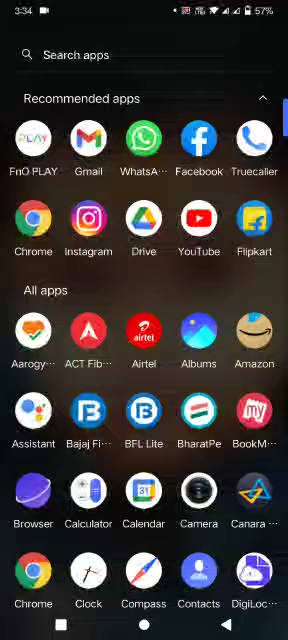 3:34 57%
Search apps
Recommended apps
FnO PLAY Gmail WhatsA··· Facebook Truecaller
Chrome Instagram Drive YouTube Flipkart
All apps
airtel
Aarogy··· ACT Fib··· Airtel Albums Amazon
my
Assistant Bajaj Fi··· BFL Lite BharatPe BookM···
31
Browser Calculator Calendar Camera Canara ···
Chrome Clock Compass Contacts DigiLoc···